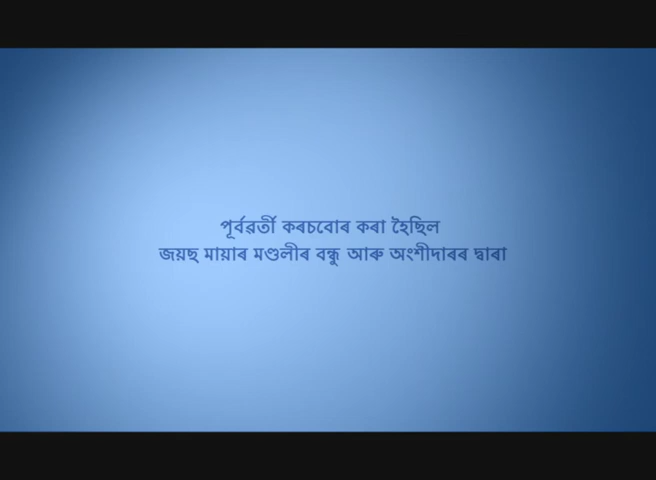 পূৰ্বৱৰ্তী কৰচবোৰ কৰা হৈছিল
জয়ছ মায়াৰ মণ্ডলীৰ বন্ধু আৰু অংশীদাৰৰ দ্বাৰা